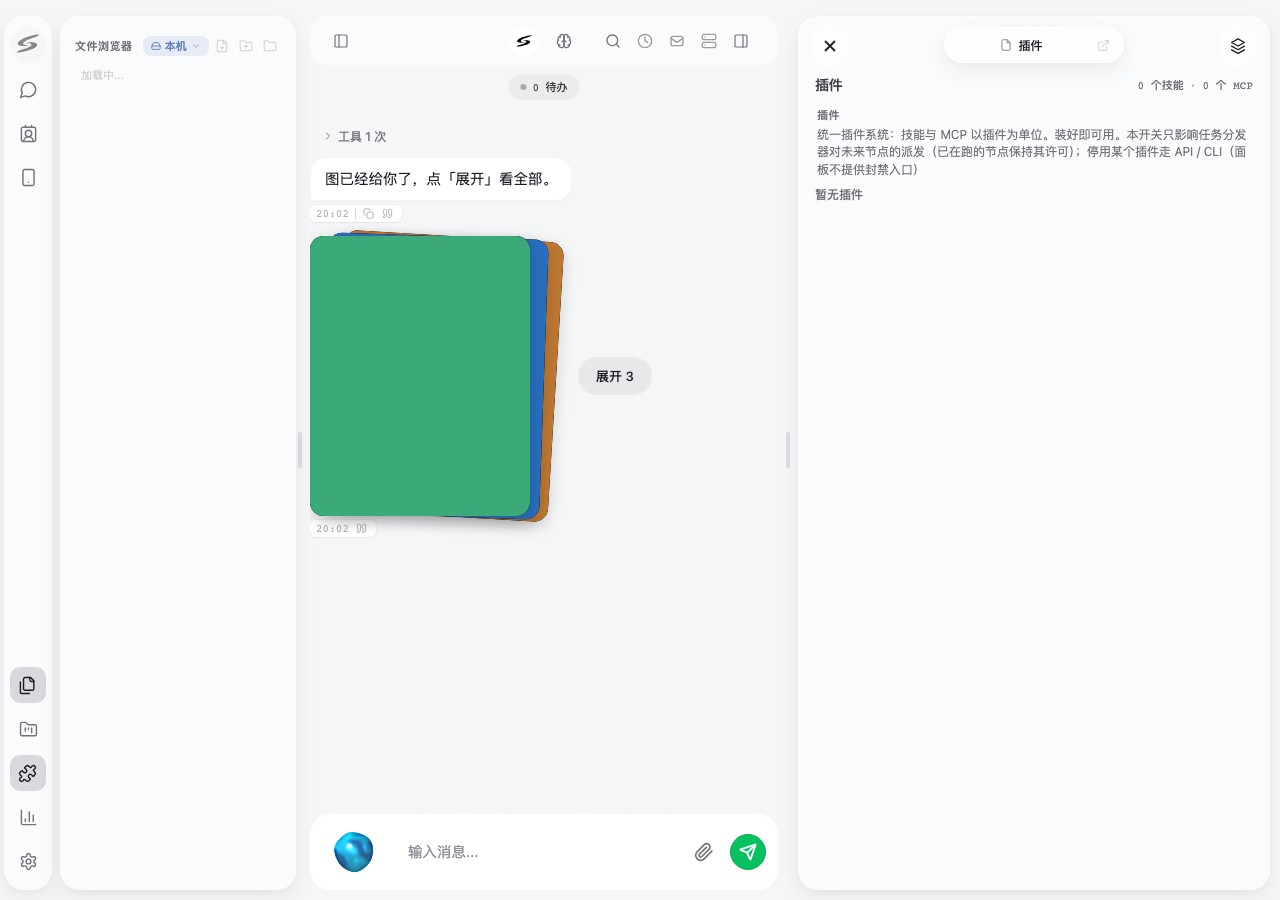 文件浏览器
本机
加载中...
0 待办
工具 1 次
图已经给你了，点「展开」看全部。
20:02
展开 3
20:02
输入消息...
插件
插件
0 个技能 · 0 个 MCP
插件
统一插件系统：技能与 MCP 以插件为单位。装好即可用。本开关只影响任务分发
器对未来节点的派发（已在跑的节点保持其许可）；停用某个插件走 API / CLI（面
板不提供封禁入口）
暂无插件